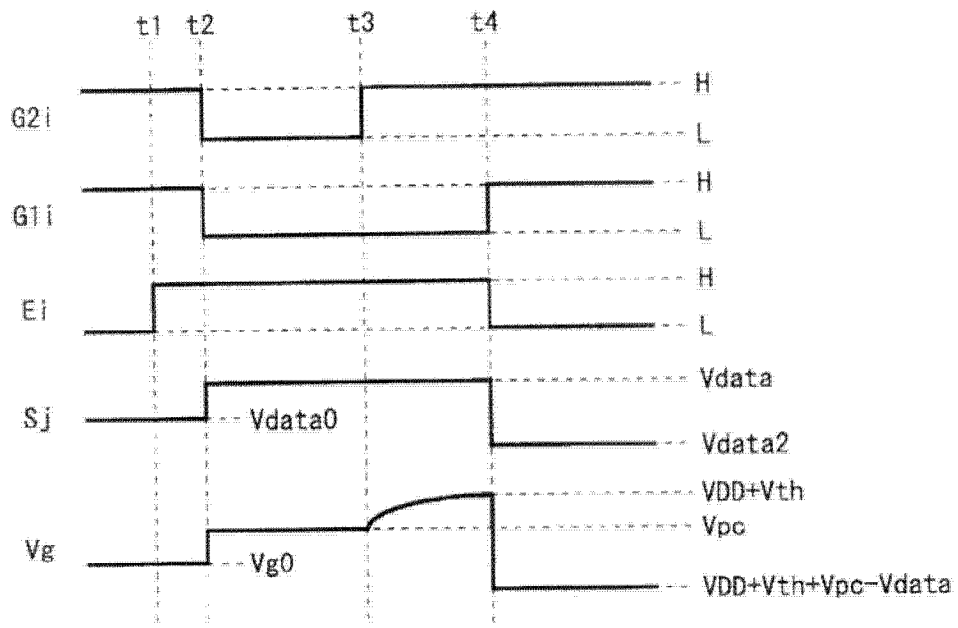 t1 t2 t3 t4
G2i H
L
G1i H
L
Ei H
L
Sj Vdata0 Vdata
Vdata2
VDD+Vth
Vpc
Vg Vg0
VDD+Vth+Vpc-Vdata